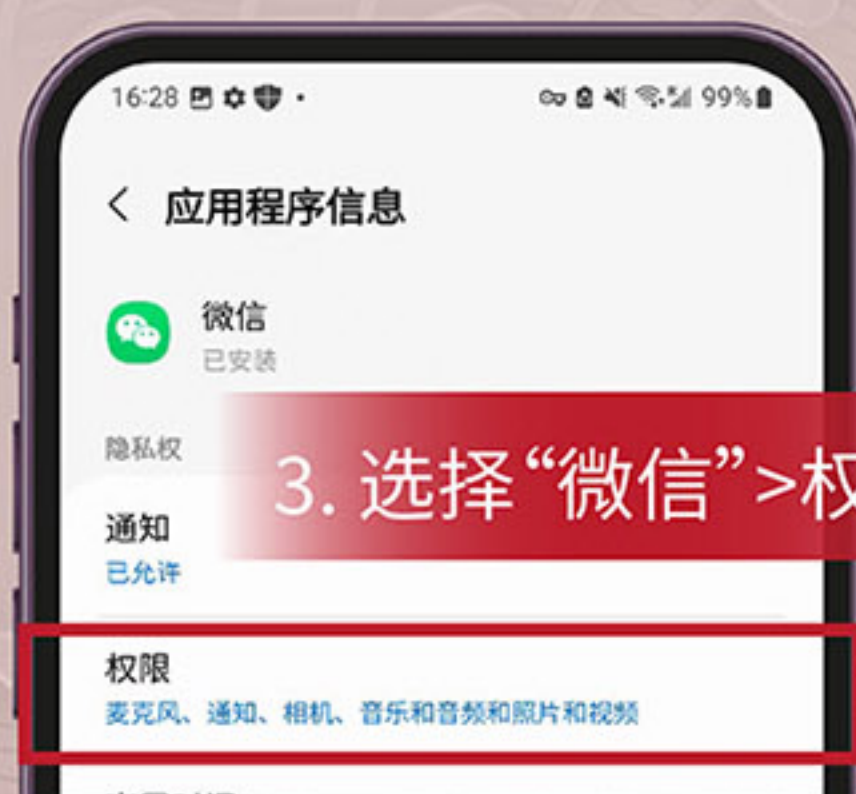 16:28 99%
应用程序信息
微信
已安装
隐私权
3. 选择“微信”>权
通知
已允许
权限
麦克风、通知、相机、音乐和音频和照片和视频